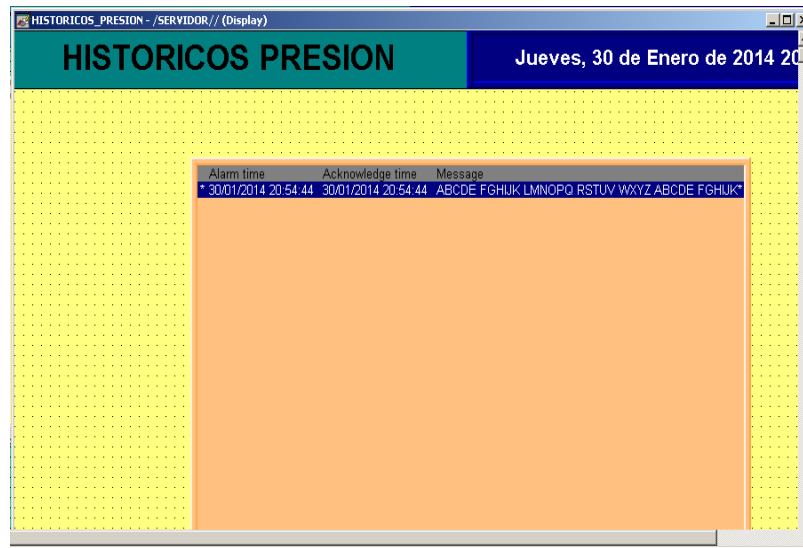 HISTORICOS_PRESION - /SERVIDOR// (Display)
HISTORICOS PRESION
Jueves, 30 de Enero de 2014 20
Alarm time Acknowledge time Message
* 30/01/2014 20:54:44 30/01/2014 20:54:44 ABCDE FGHIJK LMNOPQ RSTUV WXYZ ABCDE FGHIJK*